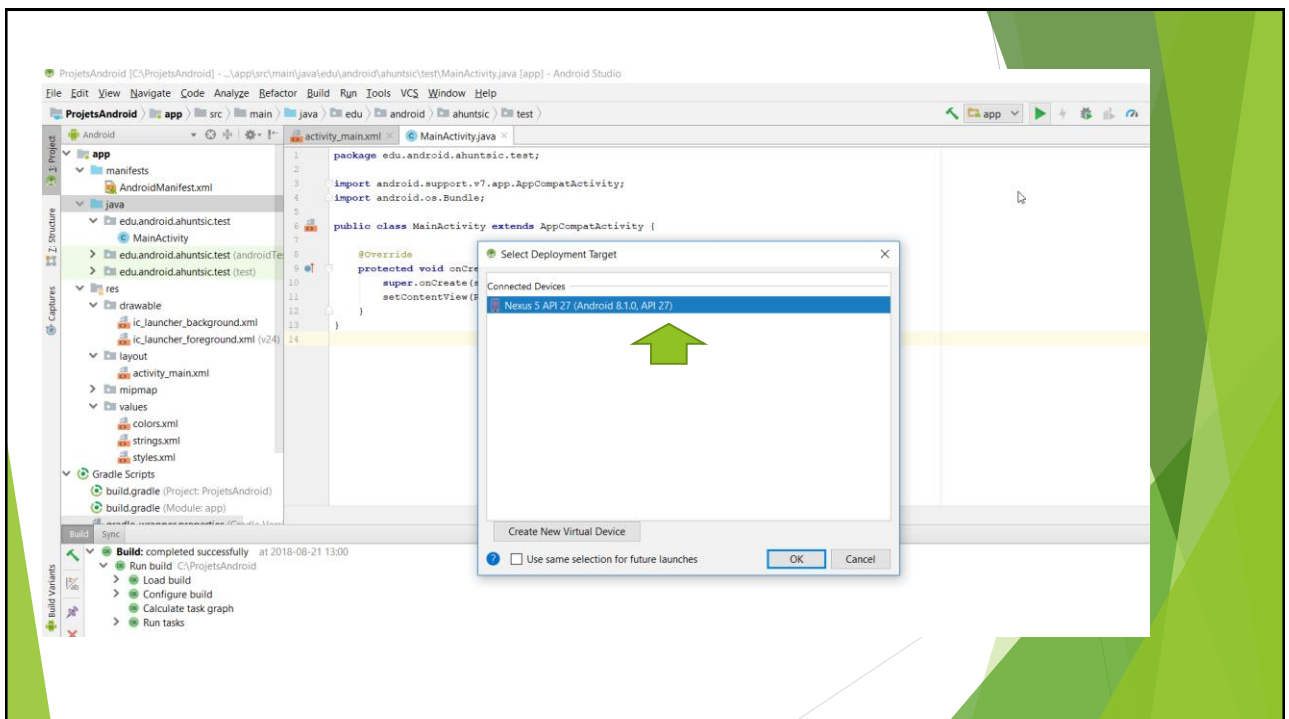 ProjetsAndroid [C:\ProjetsAndroid] - ...\app\src\main\java\edu\android\ahuntsic\test\MainActivity.java [app] - Android Studio
File Edit View Navigate Code Analyze Refactor Build Run Tools VCS Window Help
ProjetsAndroid app src main java edu android ahuntsic test
app
1: Project
Z: Structure
Captures
Build Variants
Android
app
manifests
AndroidManifest.xml
java
edu.android.ahuntsic.test
MainActivity
edu.android.ahuntsic.test (androidTe
edu.android.ahuntsic.test (test)
res
drawable
ic_launcher_background.xml
ic_launcher_foreground.xml (v24)
layout
activity_main.xml
mipmap
values
colors.xml
strings.xml
styles.xml
Gradle Scripts
build.gradle (Project: ProjetsAndroid)
build.gradle (Module: app)
activity_main.xml MainActivity.java
1 package edu.android.ahuntsic.test;
2
3 import android.support.v7.app.AppCompatActivity;
4 import android.os.Bundle;
5
6 public class MainActivity extends AppCompatActivity {
7
8 @Override
9 protected void onCre
10 super.onCreate(s
11 setContentView(R
12 }
13 }
14
Select Deployment Target
Connected Devices
Nexus 5 API 27 (Android 8.1.0, API 27)
Create New Virtual Device
Use same selection for future launches
OK Cancel
Build Sync
Build: completed successfully at 2018-08-21 13:00
Run build C:\ProjetsAndroid
Load build
Configure build
Calculate task graph
Run tasks